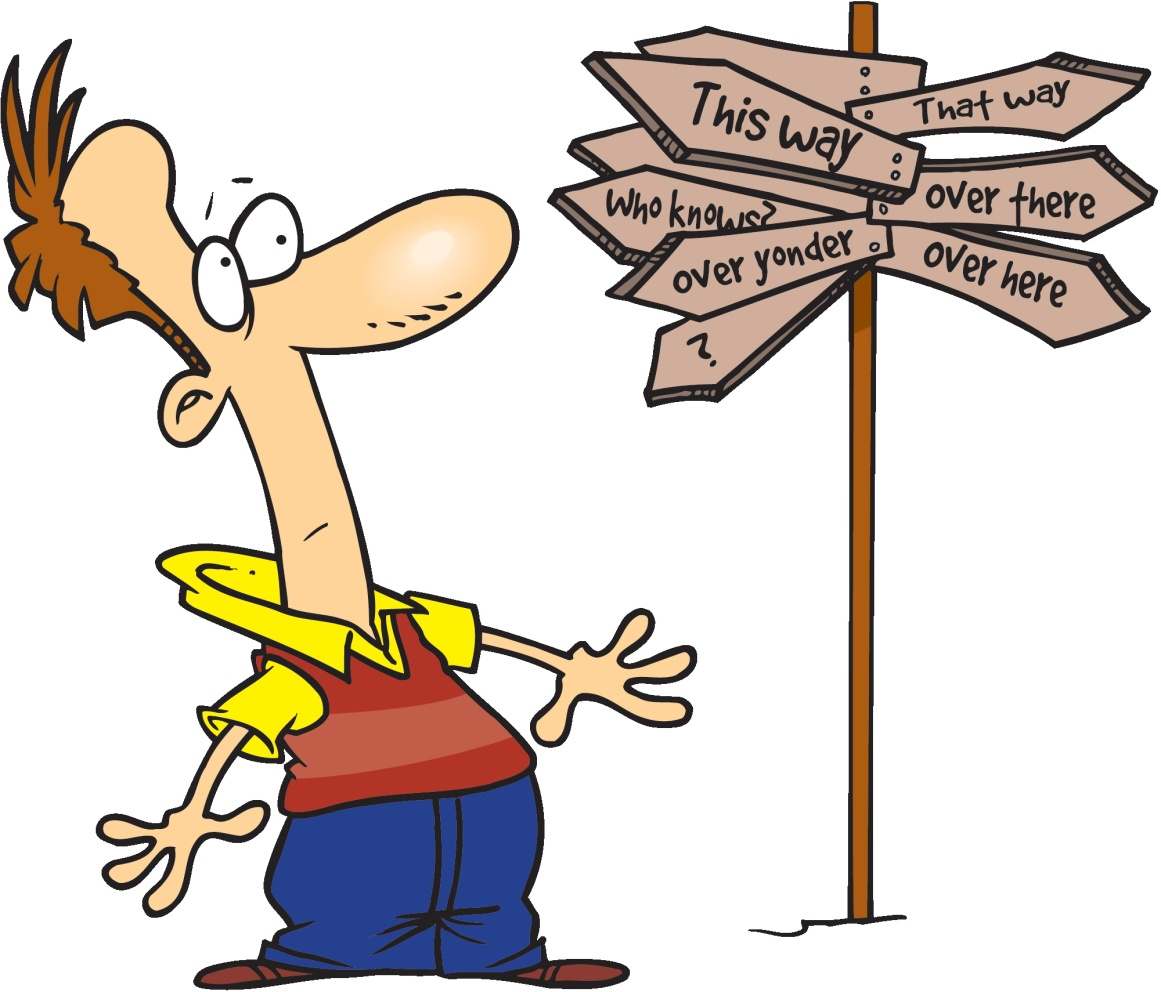 This way
That way
Who knows?
over there
over yonder
over here
?